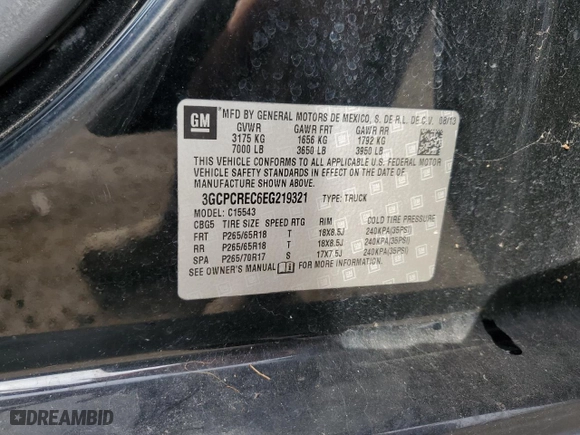 GM MFD BY GENERAL MOTORS DE MEXICO, S. DE R.L. DE C.V. 08/13
GVWR GAWR FRT GAWR RR
3175 KG 1656 KG 1792 KG
7000 LB 3650 LB 3950 LB
THIS VEHICLE CONFORMS TO ALL APPLICABLE U.S. FEDERAL MOTOR
VEHICLE SAFETY STANDARDS IN EFFECT ON THE DATE OF
MANUFACTURE SHOWN ABOVE.
3GCPCREC6EG219321 TYPE: TRUCK
MODEL: C15543
CBG5 TIRE SIZE SPEED RTG RIM COLD TIRE PRESSURE
FRT P265/65R18 T 18X8.5J 240KPA(35PSI)
RR P265/65R18 T 18X8.5J 240KPA(35PSI)
SPA P265/70R17 S 17X7.5J 240KPA(35PSI)
SEE OWNER'S MANUAL FOR MORE INFORMATION.
DREAMBID